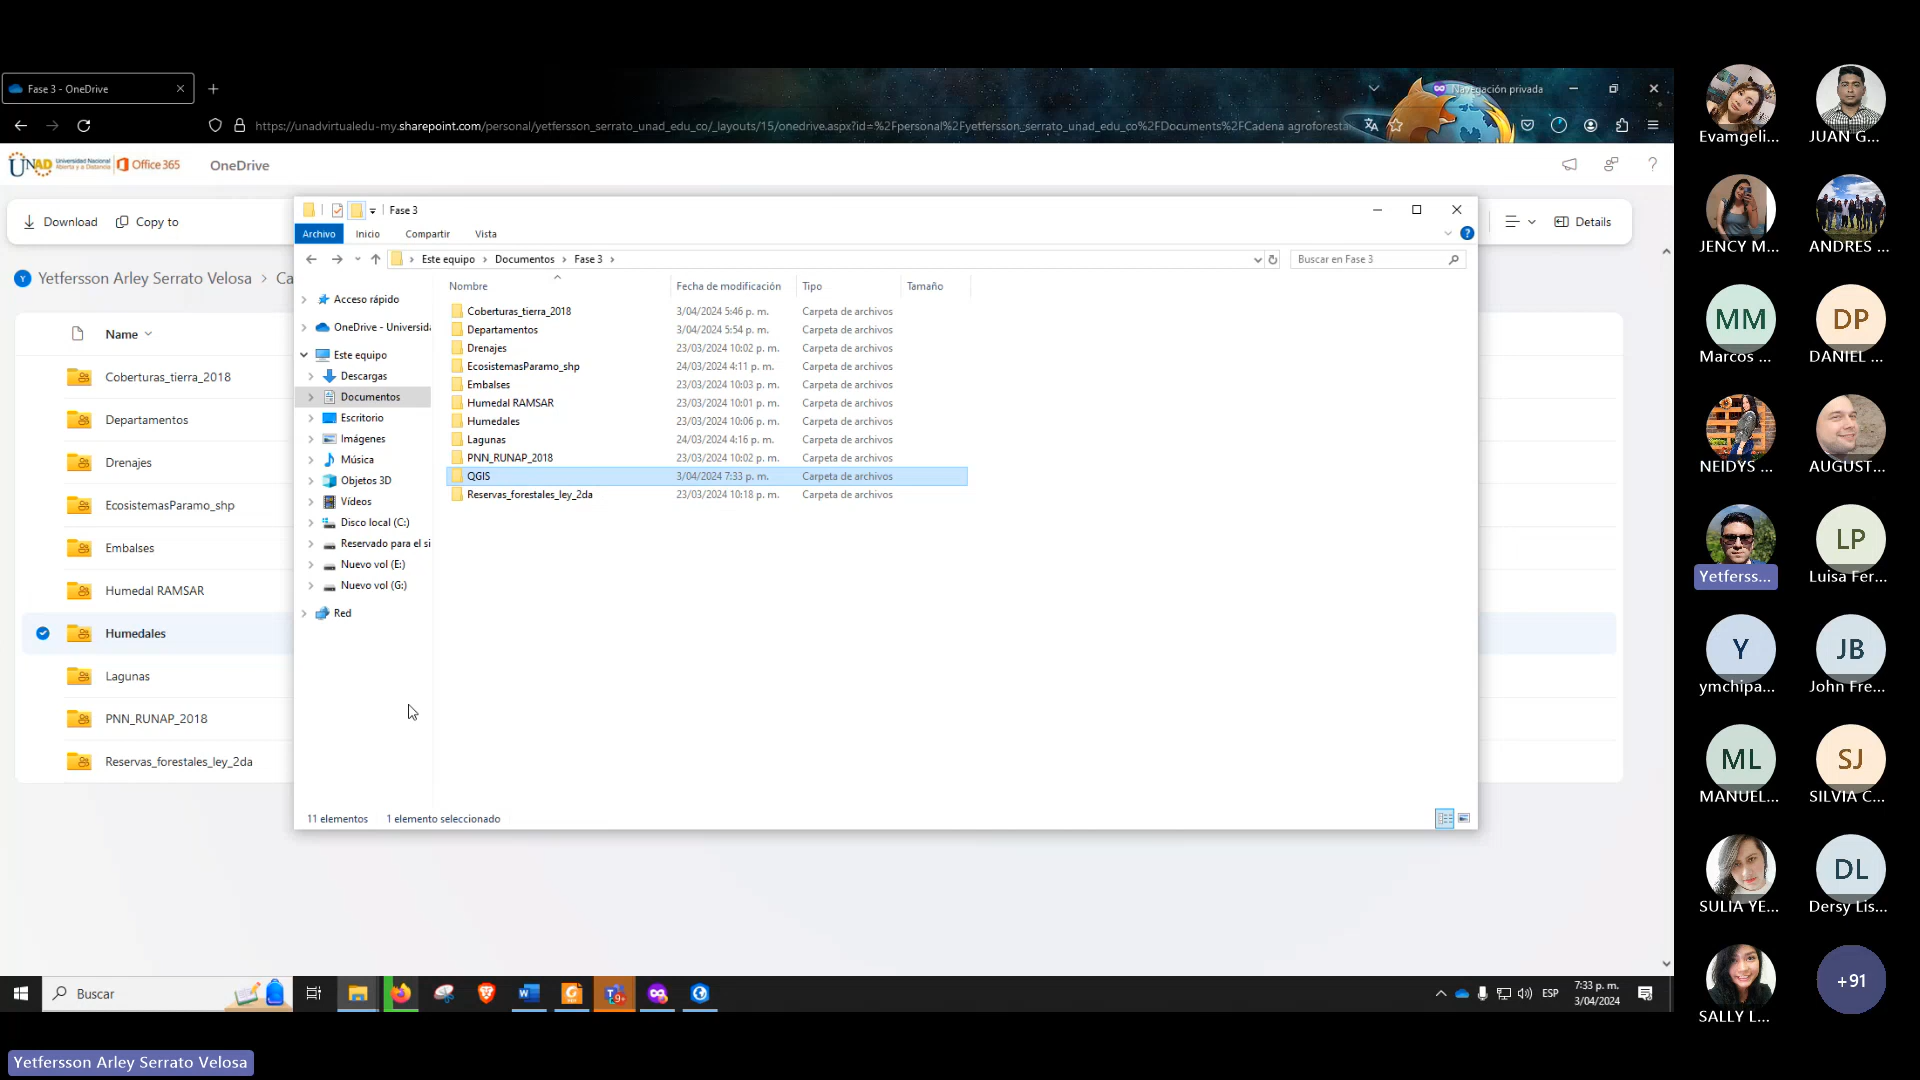 Fase 3 - OneDrive
Navegación privada
https://unadvirtualedu-my.sharepoint.com/personal/yetfersson_serrato_unad_edu_co/_layouts/15/onedrive.aspx?id=%2Fpersonal%2Fyetfersson_serrato_unad_edu_co%2FDocuments%2FCadena agroforesta
UNAD Universidad Nacional Abierta y a Distancia Office 365
OneDrive
Download
Copy to
Details
Yetfersson Arley Serrato Velosa > Ca
Name
Coberturas_tierra_2018
Departamentos
Drenajes
EcosistemasParamo_shp
Embalses
Humedal RAMSAR
Humedales
Lagunas
PNN_RUNAP_2018
Reservas_forestales_ley_2da
Fase 3
Archivo Inicio Compartir Vista
Este equipo > Documentos > Fase 3 >
Buscar en Fase 3
Acceso rápido
OneDrive - Universida
Este equipo
Descargas
Documentos
Escritorio
Imágenes
Música
Objetos 3D
Vídeos
Disco local (C:)
Reservado para el si
Nuevo vol (E:)
Nuevo vol (G:)
Red
Nombre Fecha de modificación Tipo Tamaño
Coberturas_tierra_2018 3/04/2024 5:46 p. m. Carpeta de archivos
Departamentos 3/04/2024 5:54 p. m. Carpeta de archivos
Drenajes 23/03/2024 10:02 p. m. Carpeta de archivos
EcosistemasParamo_shp 24/03/2024 4:11 p. m. Carpeta de archivos
Embalses 23/03/2024 10:03 p. m. Carpeta de archivos
Humedal RAMSAR 23/03/2024 10:01 p. m. Carpeta de archivos
Humedales 23/03/2024 10:06 p. m. Carpeta de archivos
Lagunas 24/03/2024 4:16 p. m. Carpeta de archivos
PNN_RUNAP_2018 23/03/2024 10:02 p. m. Carpeta de archivos
QGIS 3/04/2024 7:33 p. m. Carpeta de archivos
Reservas_forestales_ley_2da 23/03/2024 10:18 p. m. Carpeta de archivos
11 elementos 1 elemento seleccionado
Buscar
ESP
7:33 p. m.
3/04/2024
Yetfersson Arley Serrato Velosa
Evamgeli...
JUAN G...
JENCY M...
ANDRES ...
MM
Marcos ...
DP
DANIEL ...
NEIDYS ...
AUGUST...
Yetferss...
LP
Luisa Fer...
Y
ymchipa...
JB
John Fre...
ML
MANUEL...
SJ
SILVIA C...
SULIA YE...
DL
Dersy Lis...
SALLY L...
+91